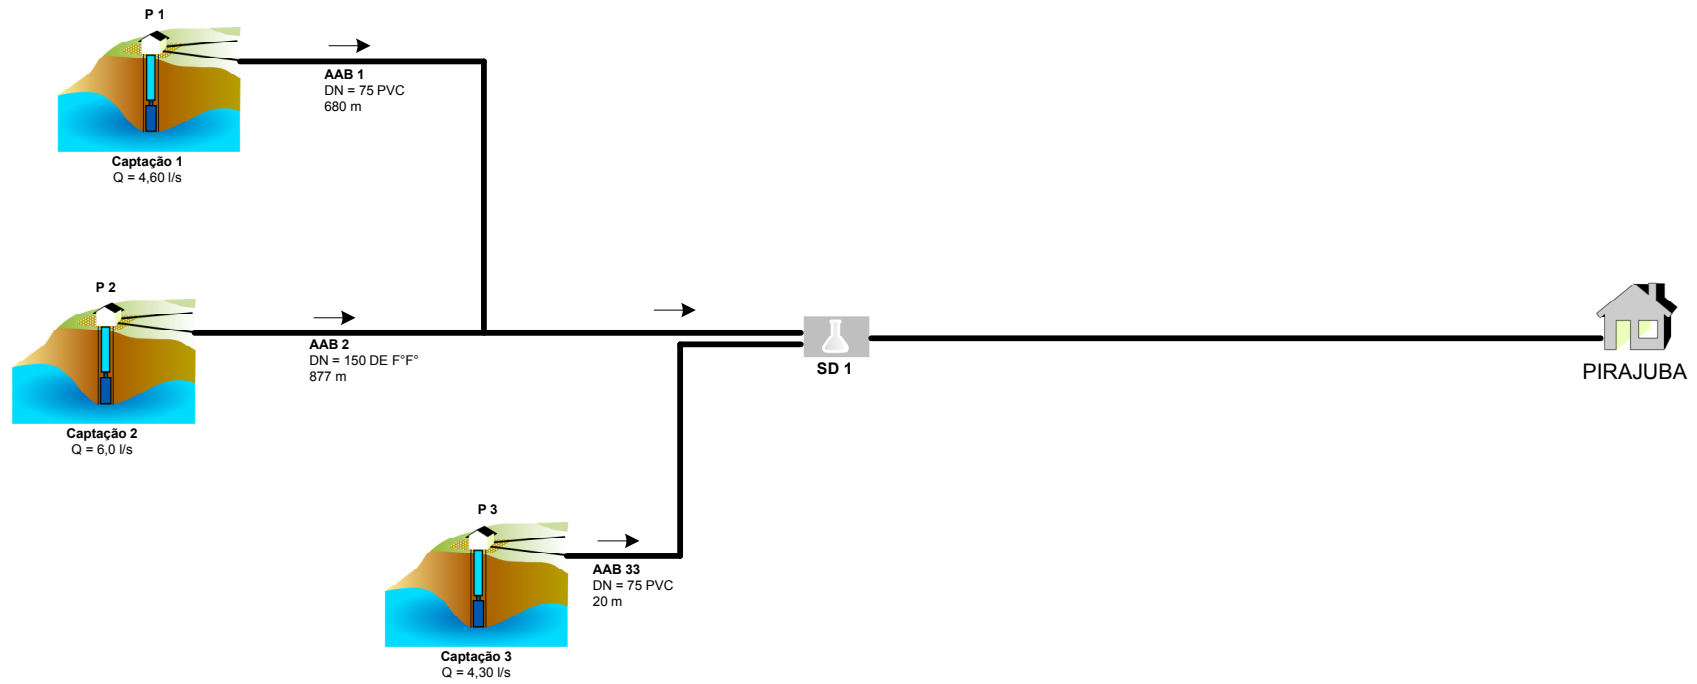 P 1
AAB 1
DN = 75 PVC
680 m
Captação 1
Q = 4,60 l/s
P 2
AAB 2
DN = 150 DE F°F°
877 m
Captação 2
Q = 6,0 l/s
SD 1
PIRAJUBA
P 3
AAB 33
DN = 75 PVC
20 m
Captação 3
Q = 4,30 l/s